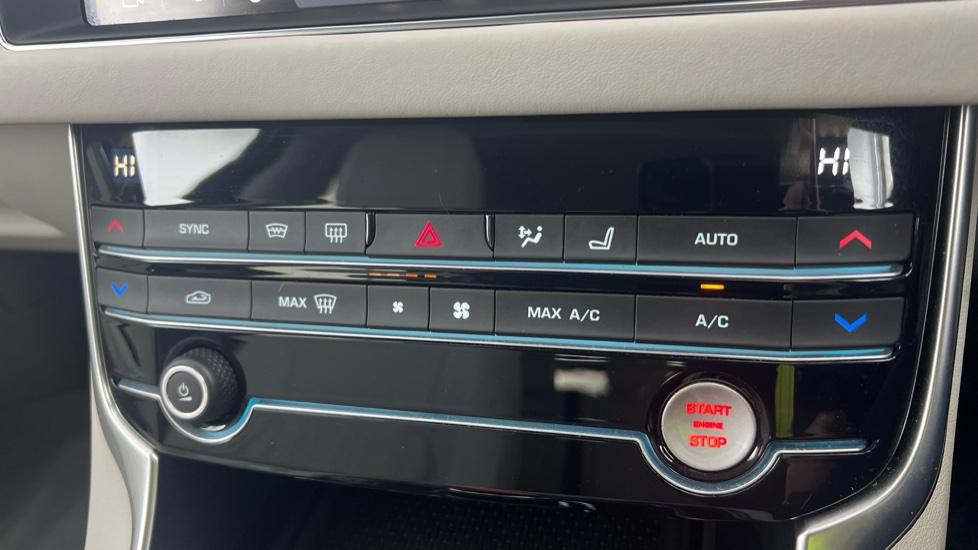 HI HI
SYNC AUTO
MAX MAX A/C A/C
START
ENGINE
STOP